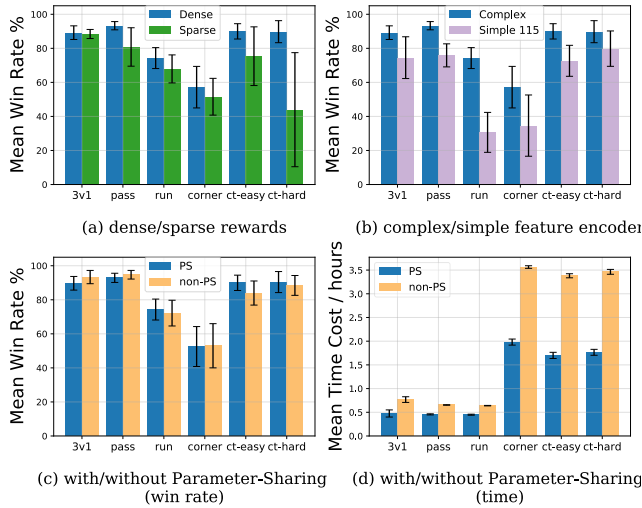 Mean Win Rate %
100
80
60
40
20
0
Dense
Sparse
3v1 pass run corner ct-easy ct-hard
(a) dense/sparse rewards
Mean Win Rate %
100
80
60
40
20
0
Complex
Simple 115
3v1 pass run corner ct-easy ct-hard
(b) complex/simple feature encoder
Mean Win Rate %
100
80
60
40
20
0
PS
non-PS
3v1 pass run corner ct-easy ct-hard
(c) with/without Parameter-Sharing
(win rate)
Mean Time Cost / hours
3.5
3.0
2.5
2.0
1.5
1.0
0.5
0.0
PS
non-PS
3v1 pass run corner ct-easy ct-hard
(d) with/without Parameter-Sharing
(time)